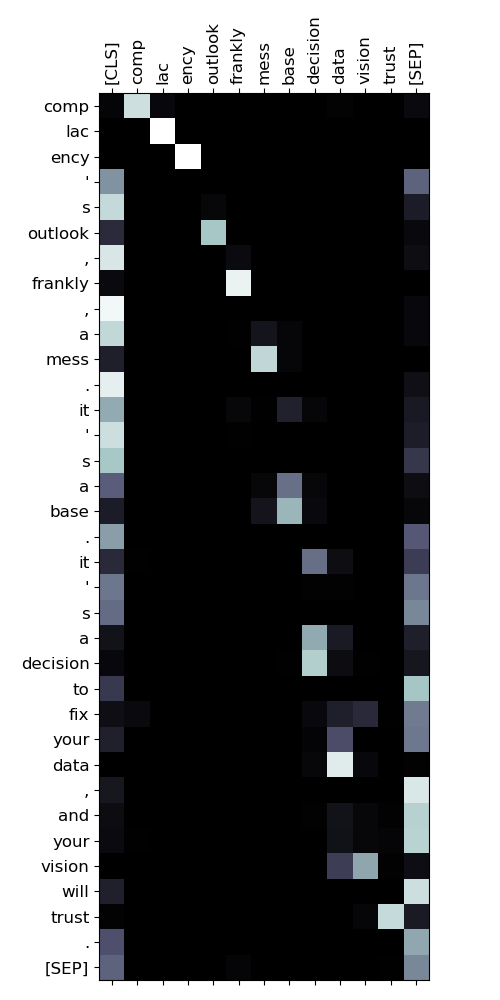 [CLS] comp lac ency outlook frankly mess base decision data vision trust [SEP]
comp
lac
ency
'
s
outlook
,
frankly
,
a
mess
.
it
'
s
a
base
.
it
'
s
a
decision
to
fix
your
data
,
and
your
vision
will
trust
.
[SEP]